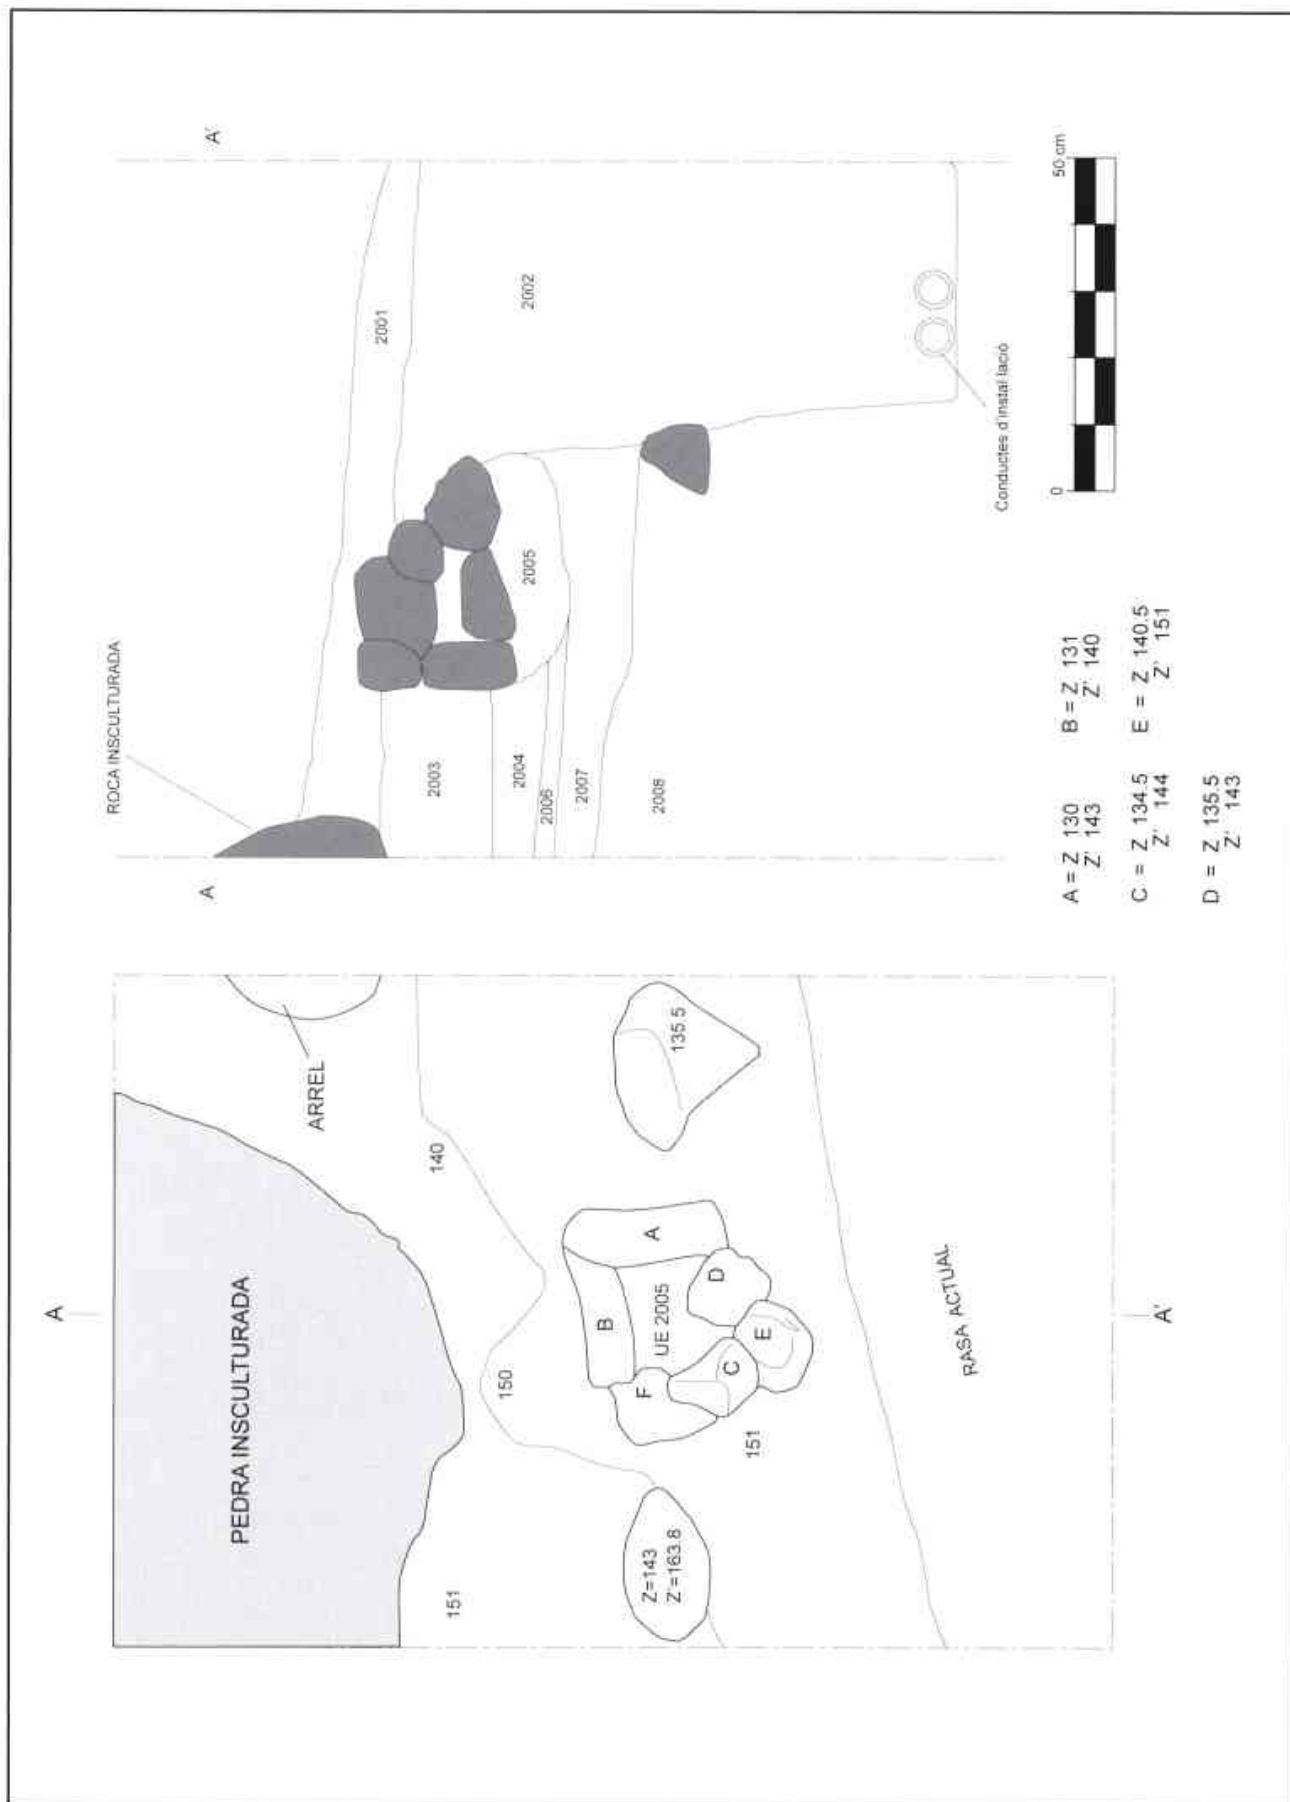 A
PEDRA INSCULTURADA
ARREL
151
150
140
B
A
F
UE 2005
C
D
E
151
135.5
Z=143
Z'=163.8
RASA ACTUAL
A'
ROCA INSCULTURADA
A
A'
2001
2002
2003
2004
2005
2006
2007
2008
Conductes d'instal·lació
0
50 cm
A = Z 130
Z' 143
B = Z 131
Z' 140
C = Z 134.5
Z' 144
E = Z 140.5
Z' 151
D = Z 135.5
Z' 143